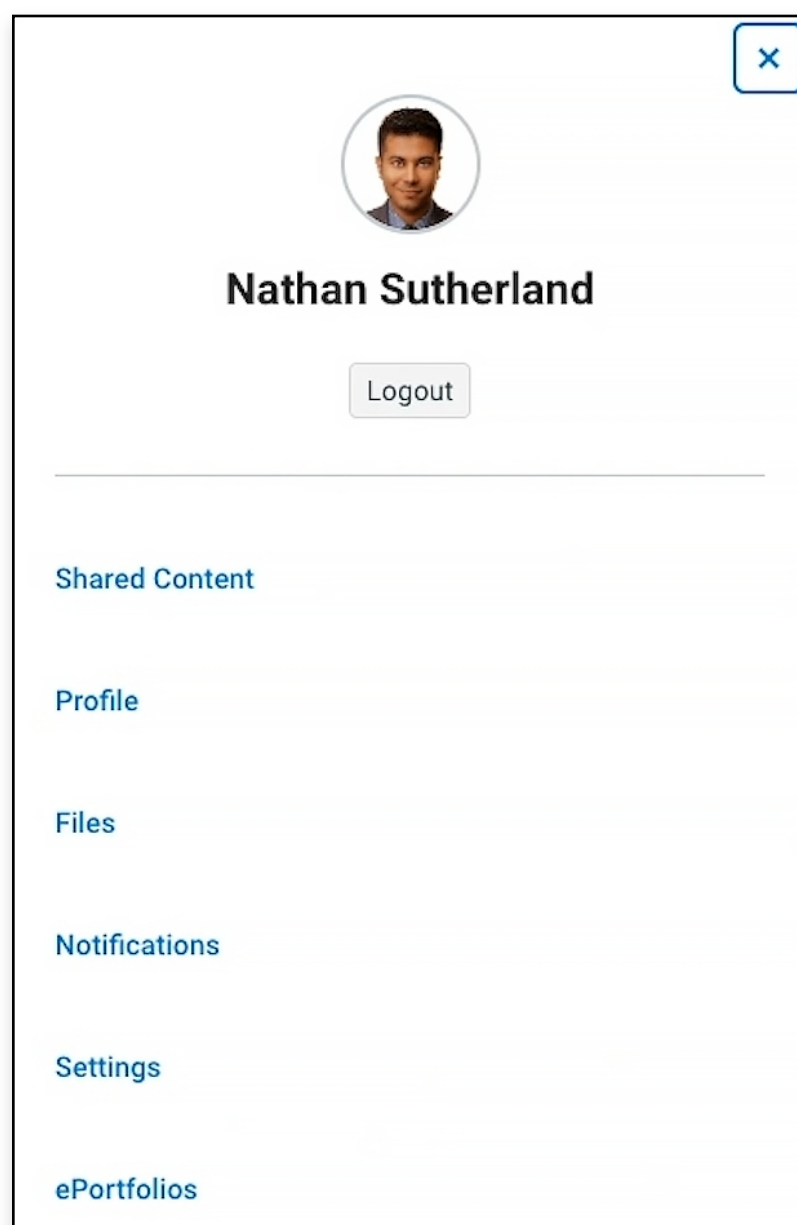 Nathan Sutherland
Logout
Shared Content
Profile
Files
Notifications
Settings
ePortfolios